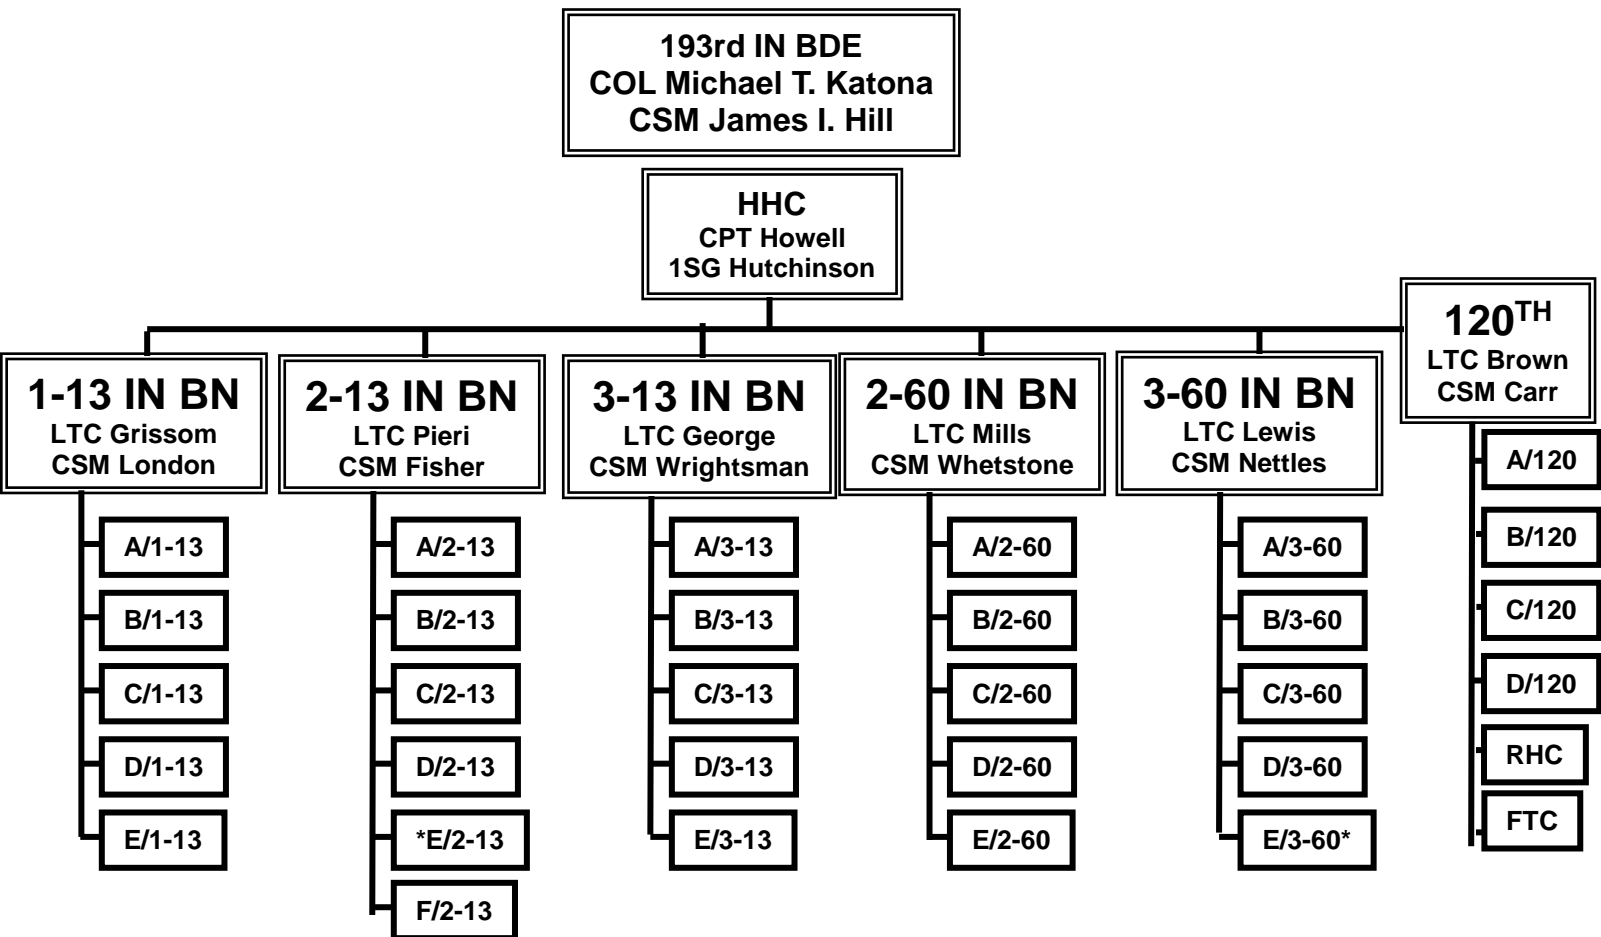 193rd IN BDE
COL Michael T. Katona
CSM James I. Hill
HHC
CPT Howell
1SG Hutchinson
120TH
LTC Brown
CSM Carr
1-13 IN BN
LTC Grissom
CSM London
2-13 IN BN
LTC Pieri
CSM Fisher
3-13 IN BN
LTC George
CSM Wrightsman
2-60 IN BN
LTC Mills
CSM Whetstone
3-60 IN BN
LTC Lewis
CSM Nettles
A/1-13
B/1-13
C/1-13
D/1-13
E/1-13
A/2-13
B/2-13
C/2-13
D/2-13
*E/2-13
F/2-13
A/3-13
B/3-13
C/3-13
D/3-13
E/3-13
A/2-60
B/2-60
C/2-60
D/2-60
E/2-60
A/3-60
B/3-60
C/3-60
D/3-60
E/3-60*
A/120
B/120
C/120
D/120
RHC
FTC